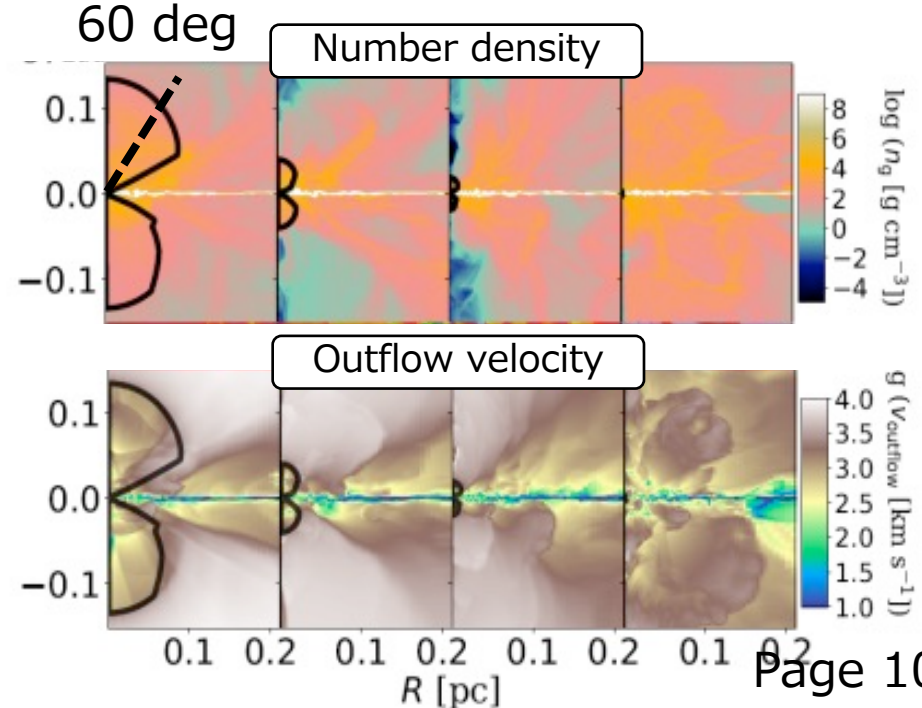 60 deg
Number density
0.1
0.0
−0.1
8
6
4
2
0
−2
−4
log (n_g [g cm⁻³])
Outflow velocity
0.1
0.0
−0.1
4.0
3.5
3.0
2.5
2.0
1.5
1.0
g (v_outflow [km s⁻¹])
0.1 0.2 0.1 0.2 0.1 0.2 0.1 0.2
R [pc]
Page 10